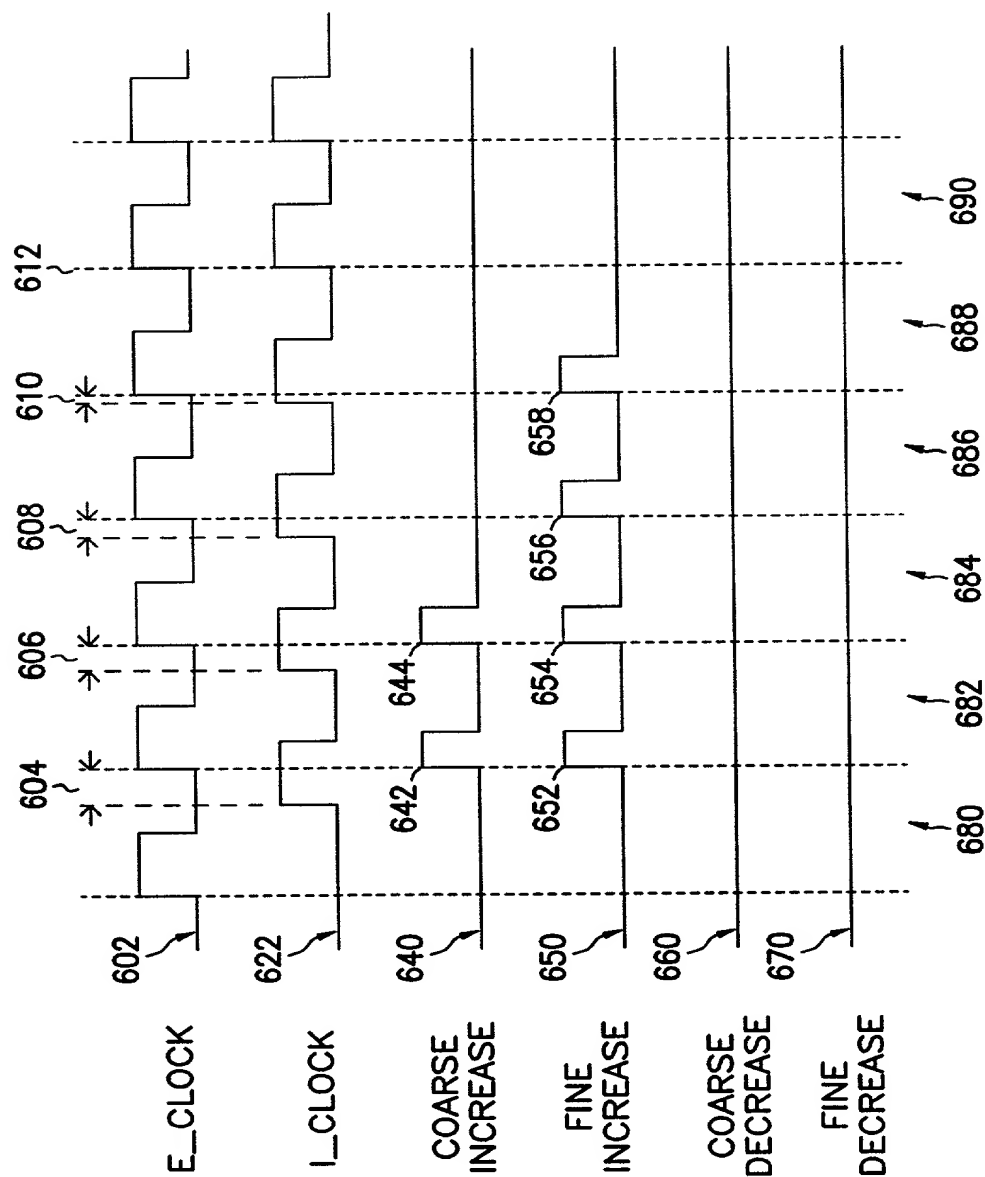 604
606
608
610
612
E_CLOCK
602
I_CLOCK
622
COARSE
INCREASE
640
642
644
FINE
INCREASE
650
652
654
656
658
COARSE
DECREASE
660
FINE
DECREASE
670
680
682
684
686
688
690